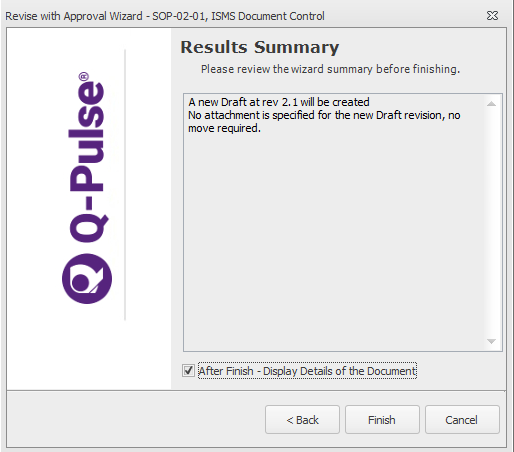 Revise with Approval Wizard - SOP-02-01, ISMS Document Control
Results Summary
Please review the wizard summary before finishing.
Q-Pulse®
A new Draft at rev 2.1 will be created
No attachment is specified for the new Draft revision, no
move required.
After Finish - Display Details of the Document
< Back
Finish
Cancel